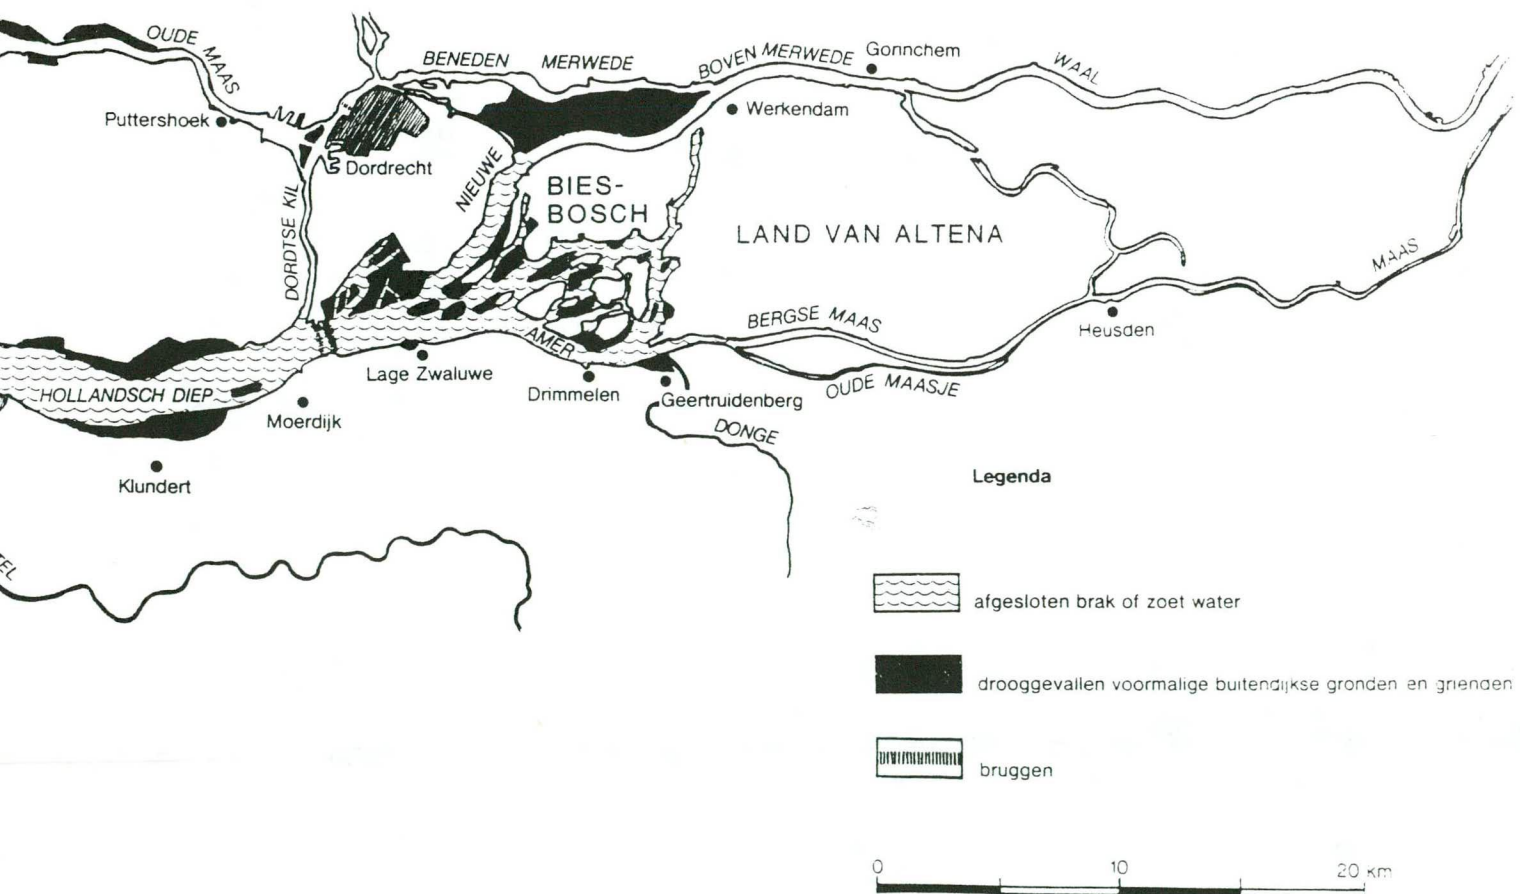 OUDE MAAS
BENEDEN MERWEDE
BOVEN MERWEDE
Gonnchem
WAAL
Puttershoek
Werkendam
Dordrecht
NIEUWE
DORDTSE KIL
BIES-
BOSCH
LAND VAN ALTENA
MAAS
BERGSE MAAS
Heusden
AMER
Lage Zwaluwe
Drimmelen
OUDE MAASJE
HOLLANDSCH DIEP
Geertruidenberg
Moerdijk
DONGE
Klundert
Legenda
TEL
afgesloten brak of zoet water
drooggevallen voormalige buitendijkse gronden en grienden
bruggen
0 10 20 km